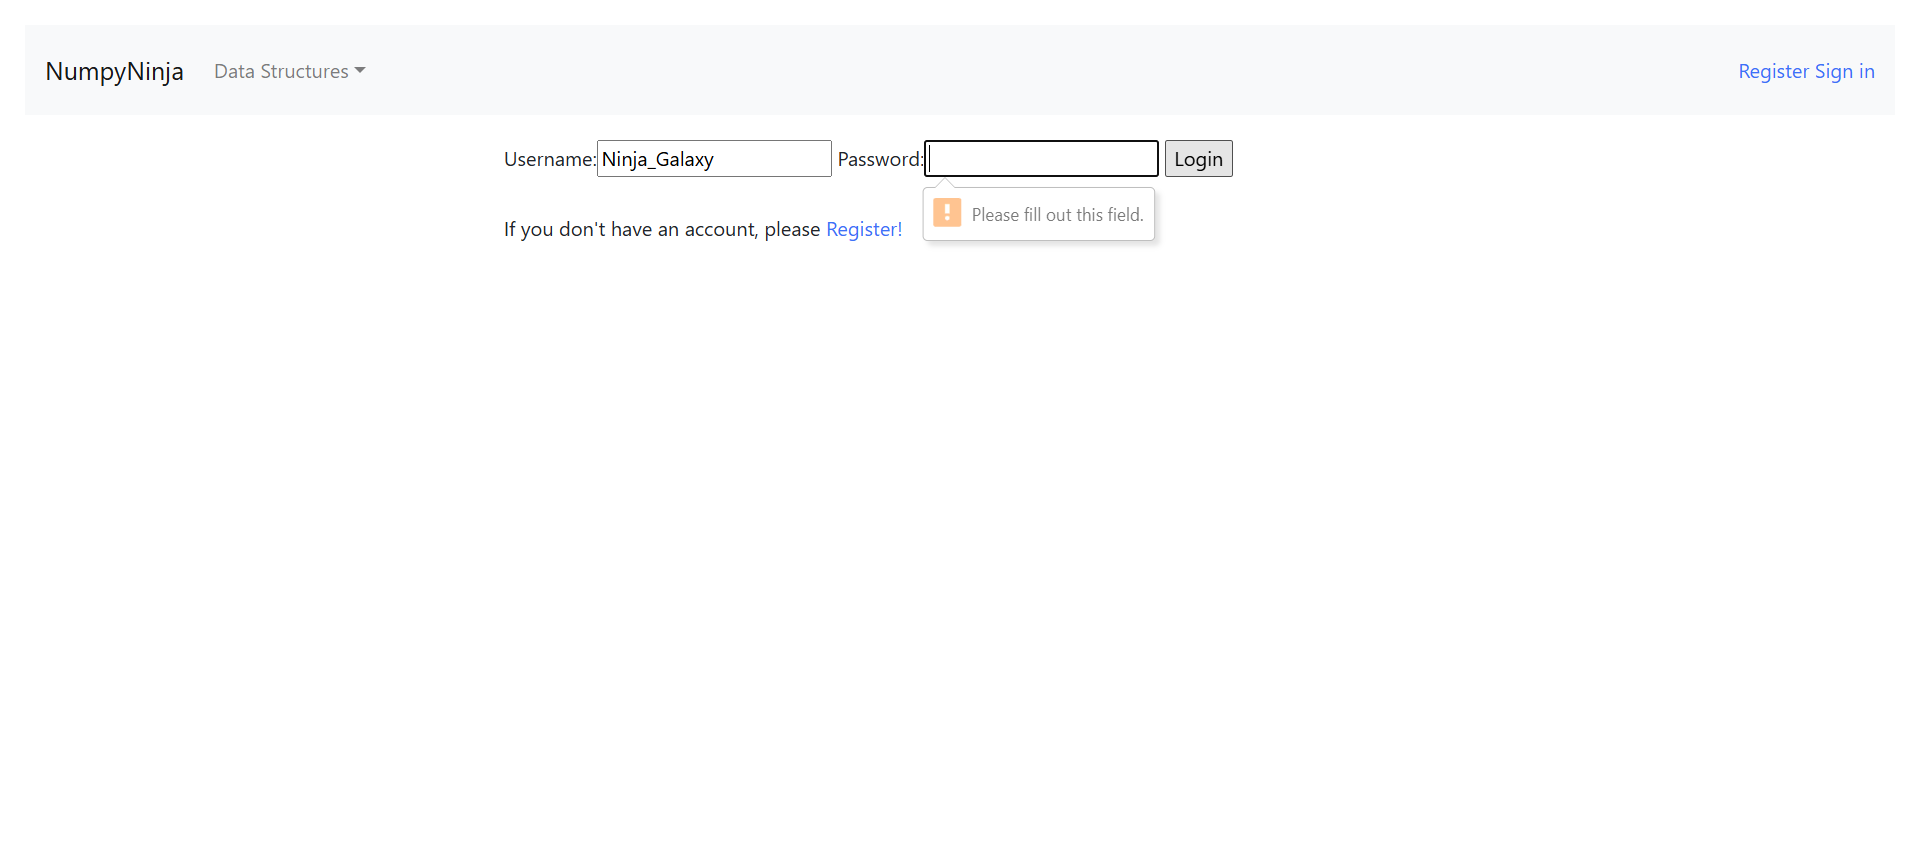 NumpyNinja Data Structures Register Sign in
Username: Ninja_Galaxy Password: Login
Please fill out this field.
If you don't have an account, please Register!